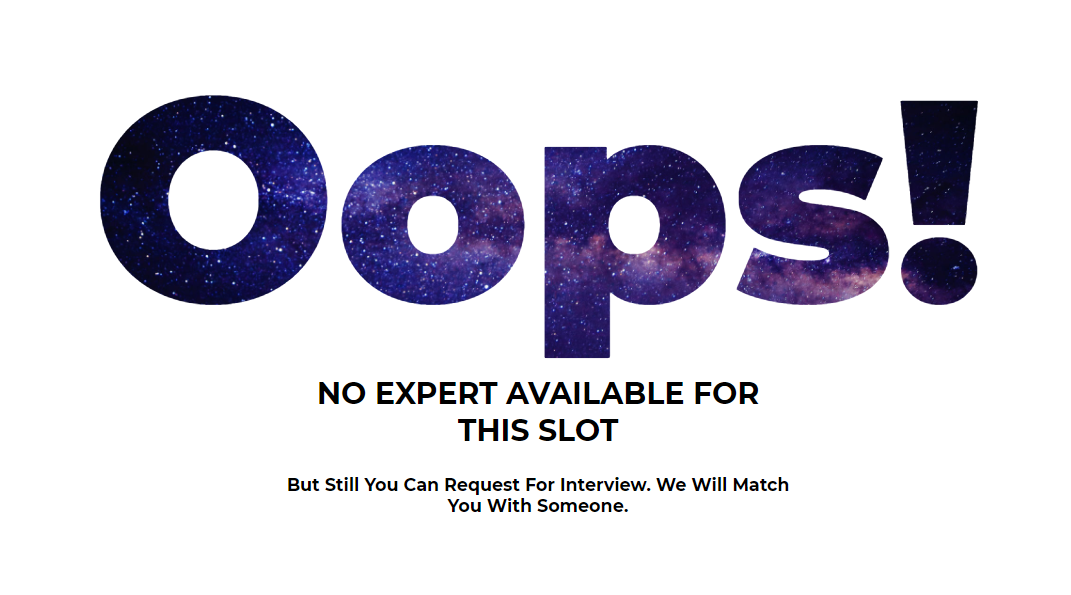 Oops!
NO EXPERT AVAILABLE FOR
THIS SLOT
But Still You Can Request For Interview. We Will Match
You With Someone.